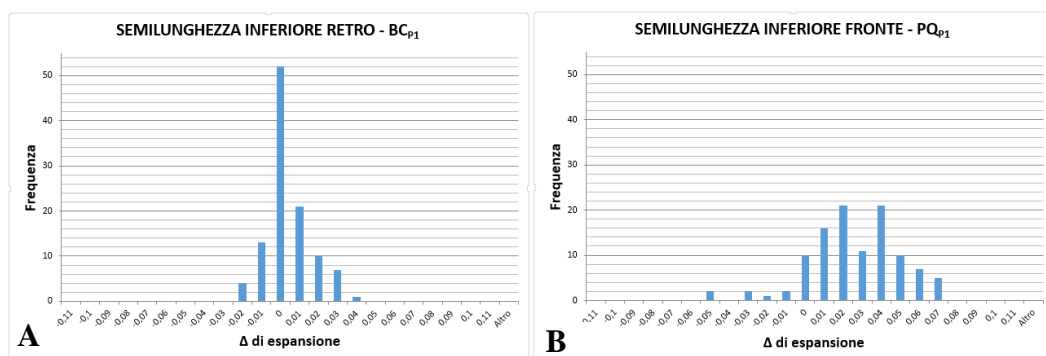 SEMILUNGHEZZA INFERIORE RETRO - BCP1
Frequenza
50
40
30
20
10
0
-0,11 -0,1 -0,09 -0,08 -0,07 -0,06 -0,05 -0,04 -0,03 -0,02 -0,01 0 0,01 0,02 0,03 0,04 0,05 0,06 0,07 0,08 0,09 0,1 0,11 Altro
Δ di espansione
A
SEMILUNGHEZZA INFERIORE FRONTE - PQP1
Frequenza
50
40
30
20
10
0
-0,11 -0,1 -0,09 -0,08 -0,07 -0,06 -0,05 -0,04 -0,03 -0,02 -0,01 0 0,01 0,02 0,03 0,04 0,05 0,06 0,07 0,08 0,09 0,1 0,11 Altro
Δ di espansione
B